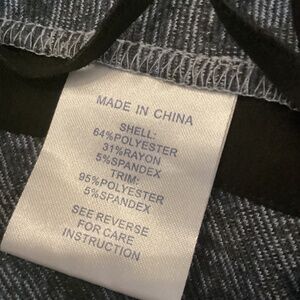 MADE IN CHINA
SHELL:
64%POLYESTER
31%RAYON
5%SPANDEX
TRIM:
95%POLYESTER
5%SPANDEX
SEE REVERSE
FOR CARE
INSTRUCTION